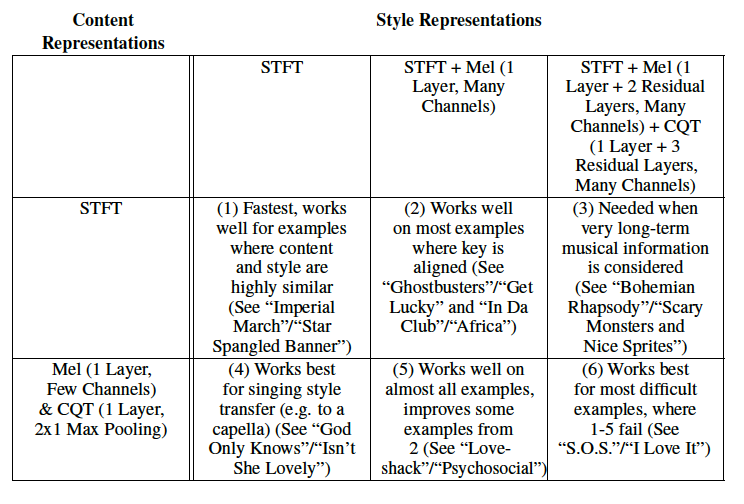 Content
Representations
Style Representations
STFT
STFT + Mel (1
Layer, Many
Channels)
STFT + Mel (1
Layer + 2 Residual
Layers, Many
Channels) + CQT
(1 Layer + 3
Residual Layers,
Many Channels)
STFT
(1) Fastest, works
well for examples
where content
and style are
highly similar
(See “Imperial
March”/“Star
Spangled Banner”)
(2) Works well
on most examples
where key is
aligned (See
“Ghostbusters”/“Get
Lucky” and “In Da
Club”/“Africa”)
(3) Needed when
very long-term
musical information
is considered
(See “Bohemian
Rhapsody”/“Scary
Monsters and
Nice Sprites”)
Mel (1 Layer,
Few Channels)
& CQT (1 Layer,
2x1 Max Pooling)
(4) Works best
for singing style
transfer (e.g. to a
capella) (See “God
Only Knows”/“Isn’t
She Lovely”)
(5) Works well on
almost all examples,
improves some
examples from
2 (See “Love-
shack”/“Psychosocial”)
(6) Works best
for most difficult
examples, where
1-5 fail (See
“S.O.S.”/“I Love It”)